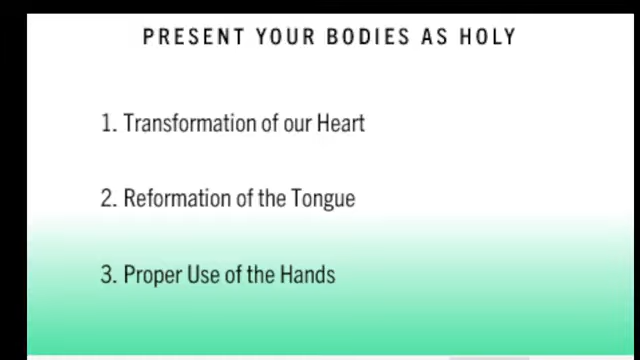 PRESENT YOUR BODIES AS HOLY
1. Transformation of our Heart
2. Reformation of the Tongue
3. Proper Use of the Hands